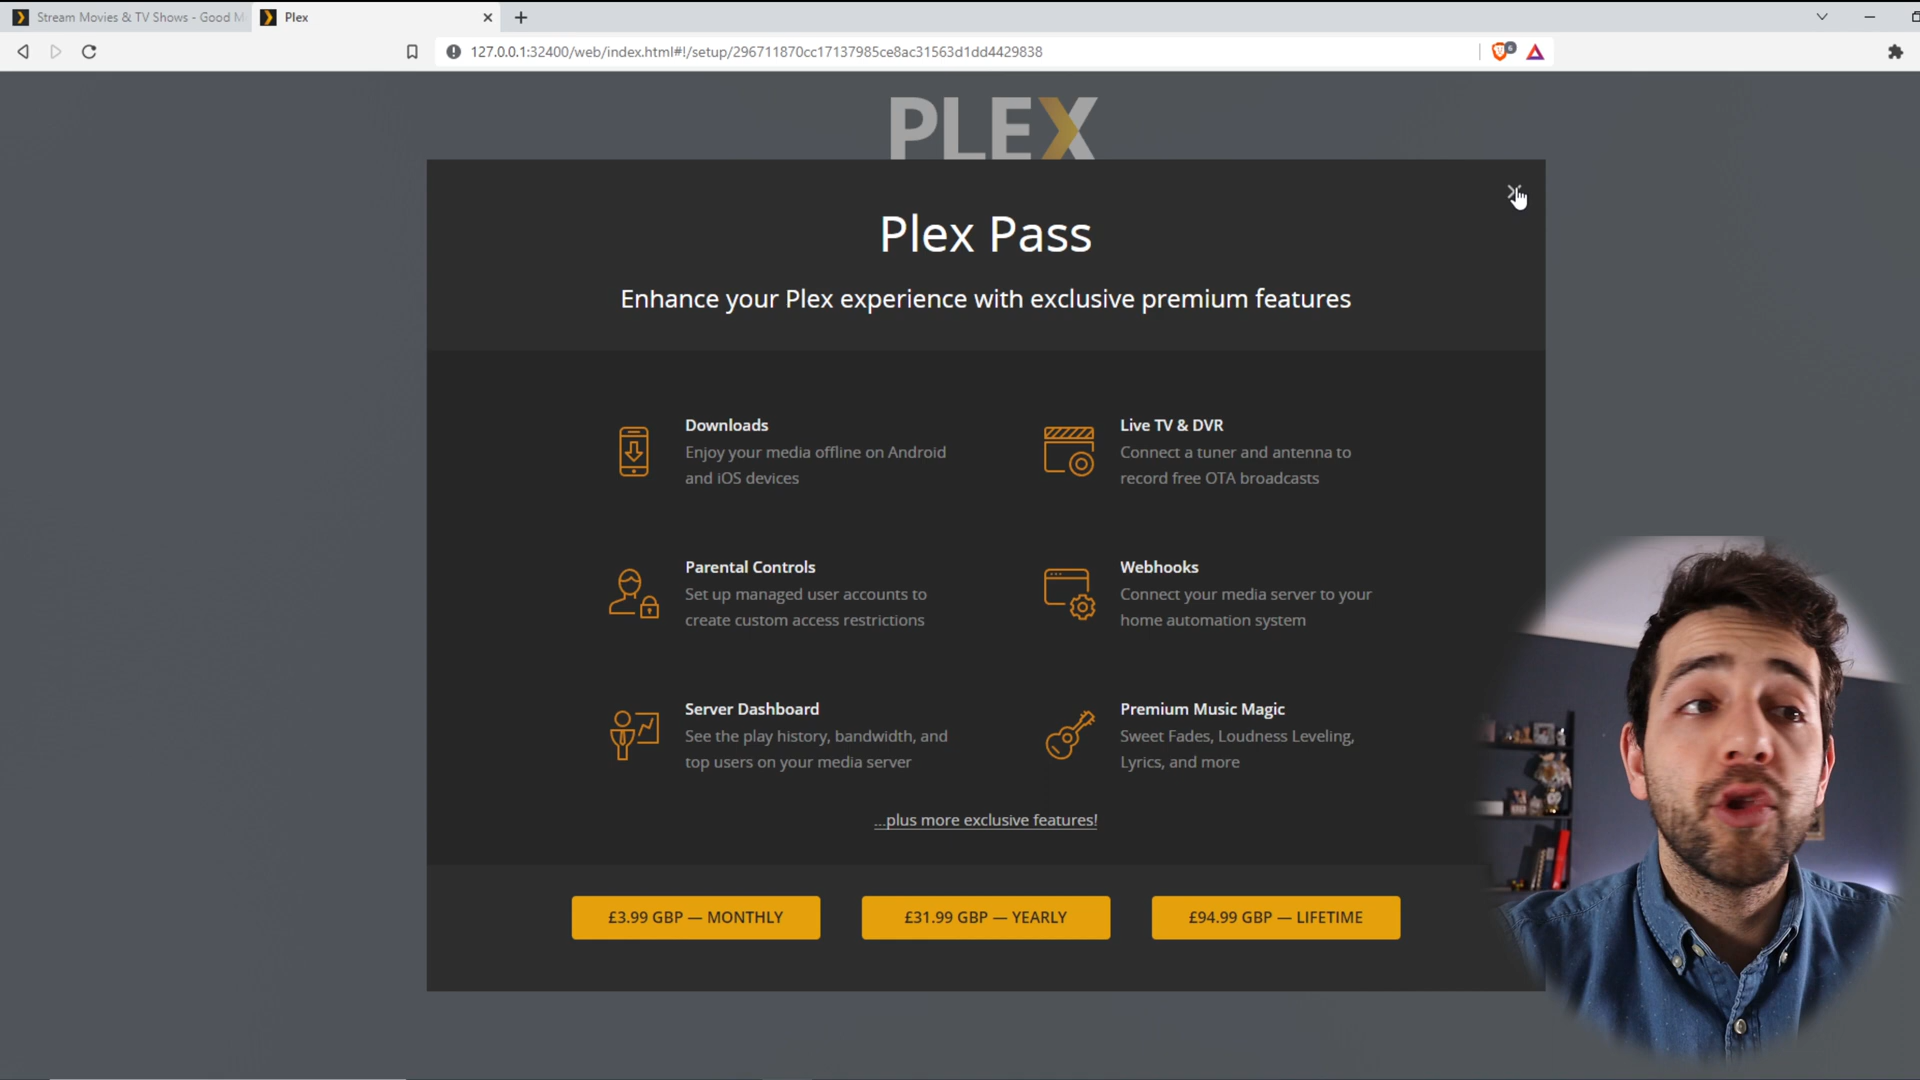 Stream Movies & TV Shows - Good M
Plex
127.0.0.1:32400/web/index.html#!/setup/296711870cc17137985ce8ac31563d1dd4429838
6
PLEX
Plex Pass
Enhance your Plex experience with exclusive premium features
Downloads
Enjoy your media offline on Android
and iOS devices
Live TV & DVR
Connect a tuner and antenna to
record free OTA broadcasts
Parental Controls
Set up managed user accounts to
create custom access restrictions
Webhooks
Connect your media server to your
home automation system
Server Dashboard
See the play history, bandwidth, and
top users on your media server
Premium Music Magic
Sweet Fades, Loudness Leveling,
Lyrics, and more
...plus more exclusive features!
£3.99 GBP — MONTHLY
£31.99 GBP — YEARLY
£94.99 GBP — LIFETIME